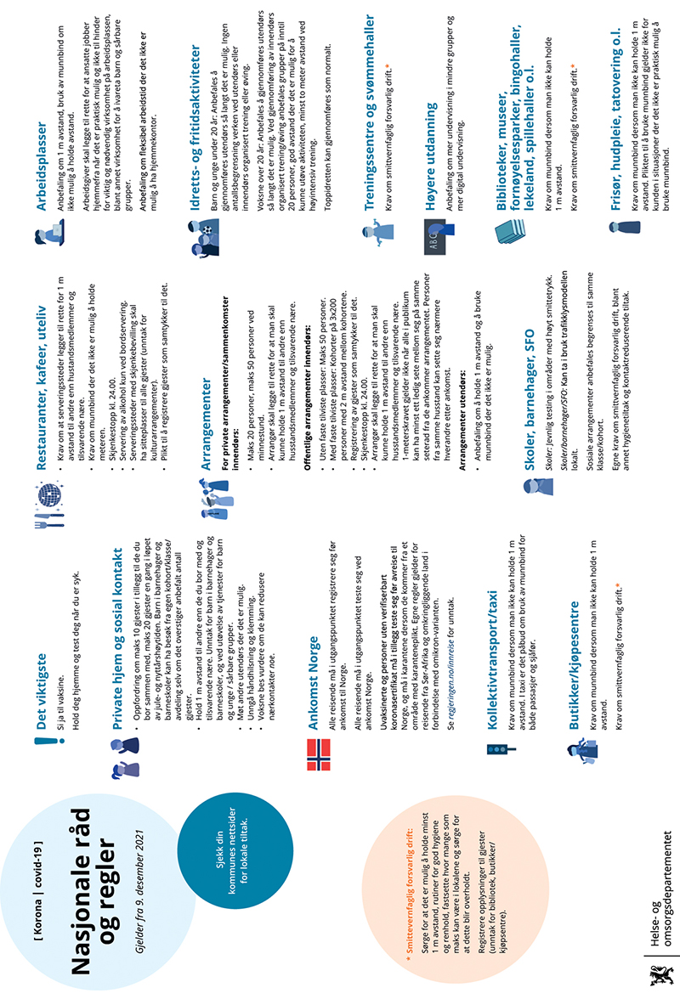 [ Korona | covid-19 ]
Nasjonale råd
og regler
Gjelder fra 9. desember 2021
Sjekk din
kommunes nettsider
for lokale tiltak.
* Smittevernfaglig forsvarlig drift:
Sørge for at det er mulig å holde minst
1 m avstand, rutiner for god hygiene
og renhold, fastsette hvor mange som
maks kan være i lokalene og sørge for
at dette blir overholdt.
Registrere opplysninger til gjester
(unntatt for bibliotek, butikker/
kjøpsentre).
Helse- og
omsorgsdepartementet
Det viktigste
Si ja til vaksine.
Hold deg hjemme og test deg når du er syk.
Private hjem og sosial kontakt
• Oppfordring om maks 10 gjester i tillegg til de du
bor sammen med, maks 20 gjester en gang i løpet
av jule- og nyttårshøytiden. Barn i barnehager og
barneskoler kan ha besøk fra egen kohort/klasse/
avdeling selv om det overstiger anbefalt antall
gjester.
• Hold 1 m avstand til andre enn de du bor med og
tilsvarende nære. Unntak for barn i barnehager og
barneskoler, og ved utøvelse av tjenester for barn
og unge / sårbare grupper.
• Møt andre utendørs der det er mulig.
• Unngå håndhilsning og klemming.
• Voksne bes vurdere om de kan redusere
nærkontakter noe.
Ankomst Norge
Alle reisende må i utgangspunktet registrere seg før
ankomst til Norge.
Alle reisende må i utgangspunktet teste seg ved
ankomst Norge.
Uvaksinerte og personer uten verifiserbart
koronasertifikat må i tillegg teste seg før avreise til
Norge, og må i karantene dersom de kommer fra et
område med karanteneplikt. Egne regler gjelder for
reisende fra Sør-Afrika og omkringliggende land i
forbindelse med omikron-varianten.
Se regjeringen.no/innreise for unntak.
Kollektivtransport/taxi
Krav om munnbind dersom man ikke kan holde 1 m
avstand. I taxi er det påbud om bruk av munnbind for
både passasjer og sjåfør.
Butikker/kjøpesentre
Krav om munnbind dersom man ikke kan holde 1 m
avstand.
Krav om smittvernfaglig forsvarlig drift.*
Restauranter, kafeer, uteliv
• Krav om at serveringssteder legger til rette for 1 m
avstand til andre enn hustandsmedlemmer og
tilsvarende nære.
• Krav om munnbind der det ikke er mulig å holde
meteren.
• Skjenkestopp kl. 24.00.
• Servering av alkohol kun ved bordservering.
• Serveringssteder med skjenkebevilling skal
ha sitteplasser til alle gjester (unntak for
kulturarrangementer).
• Plikt til å registrere gjester som samtykker til det.
Arrangementer
For private arrangementer/sammenkomster
innendørs:
• Maks 20 personer, maks 50 personer ved
minnestund.
• Arrangør skal legge til rette for at man skal
kunne holde 1 m avstand til andre enn
husstandsmedlemmer og tilsvarende nære.
Offentlige arrangementer innendørs:
• Uten faste tilviste plasser: Maks 50 personer.
• Med faste tilviste plasser: Kohorter på 3x200
personer med 2 m avstand mellom kohortene.
• Registrering av gjester som samtykker til det.
• Skjenkestopp kl. 24.00.
• Arrangør skal legge til rette for at man skal
kunne holde 1 m avstand til andre enn
husstandsmedlemmer og tilsvarende nære.
1-meterskravet gjelder ikke når alle i publikum
kan ha minst ett ledig sete mellom seg på samme
seterad fra de ankommer arrangementet. Personer
fra samme husstand kan sette seg nærmere
hverandre etter ankomst.
Arrangementer utendørs:
• Anbefaling om å holde 1 m avstand og å bruke
munnbind der det ikke er mulig.
Skoler, barnehager, SFO
Skoler: Jevnlig testing i områder med høyt smittetrykk.
Skoler/barnehager/SFO: Kan ta i bruk trafikklysmodellen
lokalt.
Sosiale arrangementer anbefales begrenses til samme
klasse/kohort.
Egne krav om smittvernfaglig forsvarlig drift, blant
annet hygienetiltak og kontaktreduserende tiltak.
Arbeidsplasser
Anbefaling om 1 m avstand, bruk av munnbind om
ikke mulig å holde avstand.
Arbeidsgiver skal legge til rette for at ansatte jobber
hjemmefra når det er praktisk mulig og ikke til hinder
for viktig og nødvendig virksomhet på arbeidsplassen,
blant annet virksomhet for å ivareta barn og sårbare
grupper.
Anbefaling om fleksibel arbeidstid der det ikke er
mulig å ha hjemmekontor.
Idretts- og fritidsaktiviteter
Barn og unge under 20 år: Anbefales å
gjennomføres utendørs så langt det er mulig. Ingen
antallsbegrensning verken ved utendørs eller
innendørs organisert trening eller øving.
Voksne over 20 år: Anbefales å gjennomføres utendørs
så langt det er mulig. Ved gjennomføring av innendørs
organisert trening/øving anbefales grupper på inntil
20 personer, god avstand der det er mulig for å
kunne utøve aktiviteten, minst to meter avstand ved
høyintensiv trening.
Toppidretten kan gjennomføres som normalt.
Treningssentre og svømmehaller
Krav om smittvernfaglig forsvarlig drift.*
ABC
Høyere utdanning
Anbefaling om mer undervisning i mindre grupper og
mer digital undervisning.
Biblioteker, museer,
fornøyelsesparker, bingohaller,
lekeland, spillehaller o.l.
Krav om munnbind dersom man ikke kan holde
1 m avstand.
Krav om smittvernfaglig forsvarlig drift.*
Frisør, hudpleie, tatovering o.l.
Krav om munnbind dersom man ikke kan holde 1 m
avstand. Plikten til å bruke munnbind gjelder ikke for
kunden i situasjoner der det ikke er praktisk mulig å
bruke munnbind.